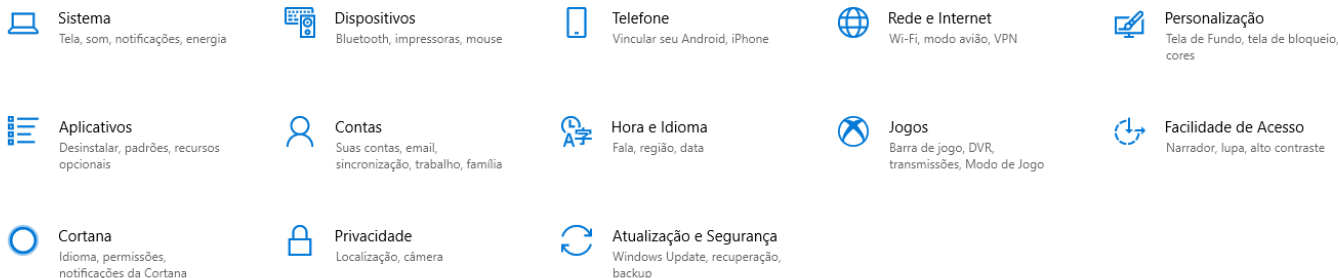 Sistema
Tela, som, notificações, energia
Dispositivos
Bluetooth, impressoras, mouse
Telefone
Vincular seu Android, iPhone
Rede e Internet
Wi-Fi, modo avião, VPN
Personalização
Tela de Fundo, tela de bloqueio,
cores
Aplicativos
Desinstalar, padrões, recursos
opcionais
Contas
Suas contas, email,
sincronização, trabalho, família
Hora e Idioma
Fala, região, data
Jogos
Barra de jogo, DVR,
transmissões, Modo de Jogo
Facilidade de Acesso
Narrador, lupa, alto contraste
Cortana
Idioma, permissões,
notificações da Cortana
Privacidade
Localização, câmera
Atualização e Segurança
Windows Update, recuperação,
backup